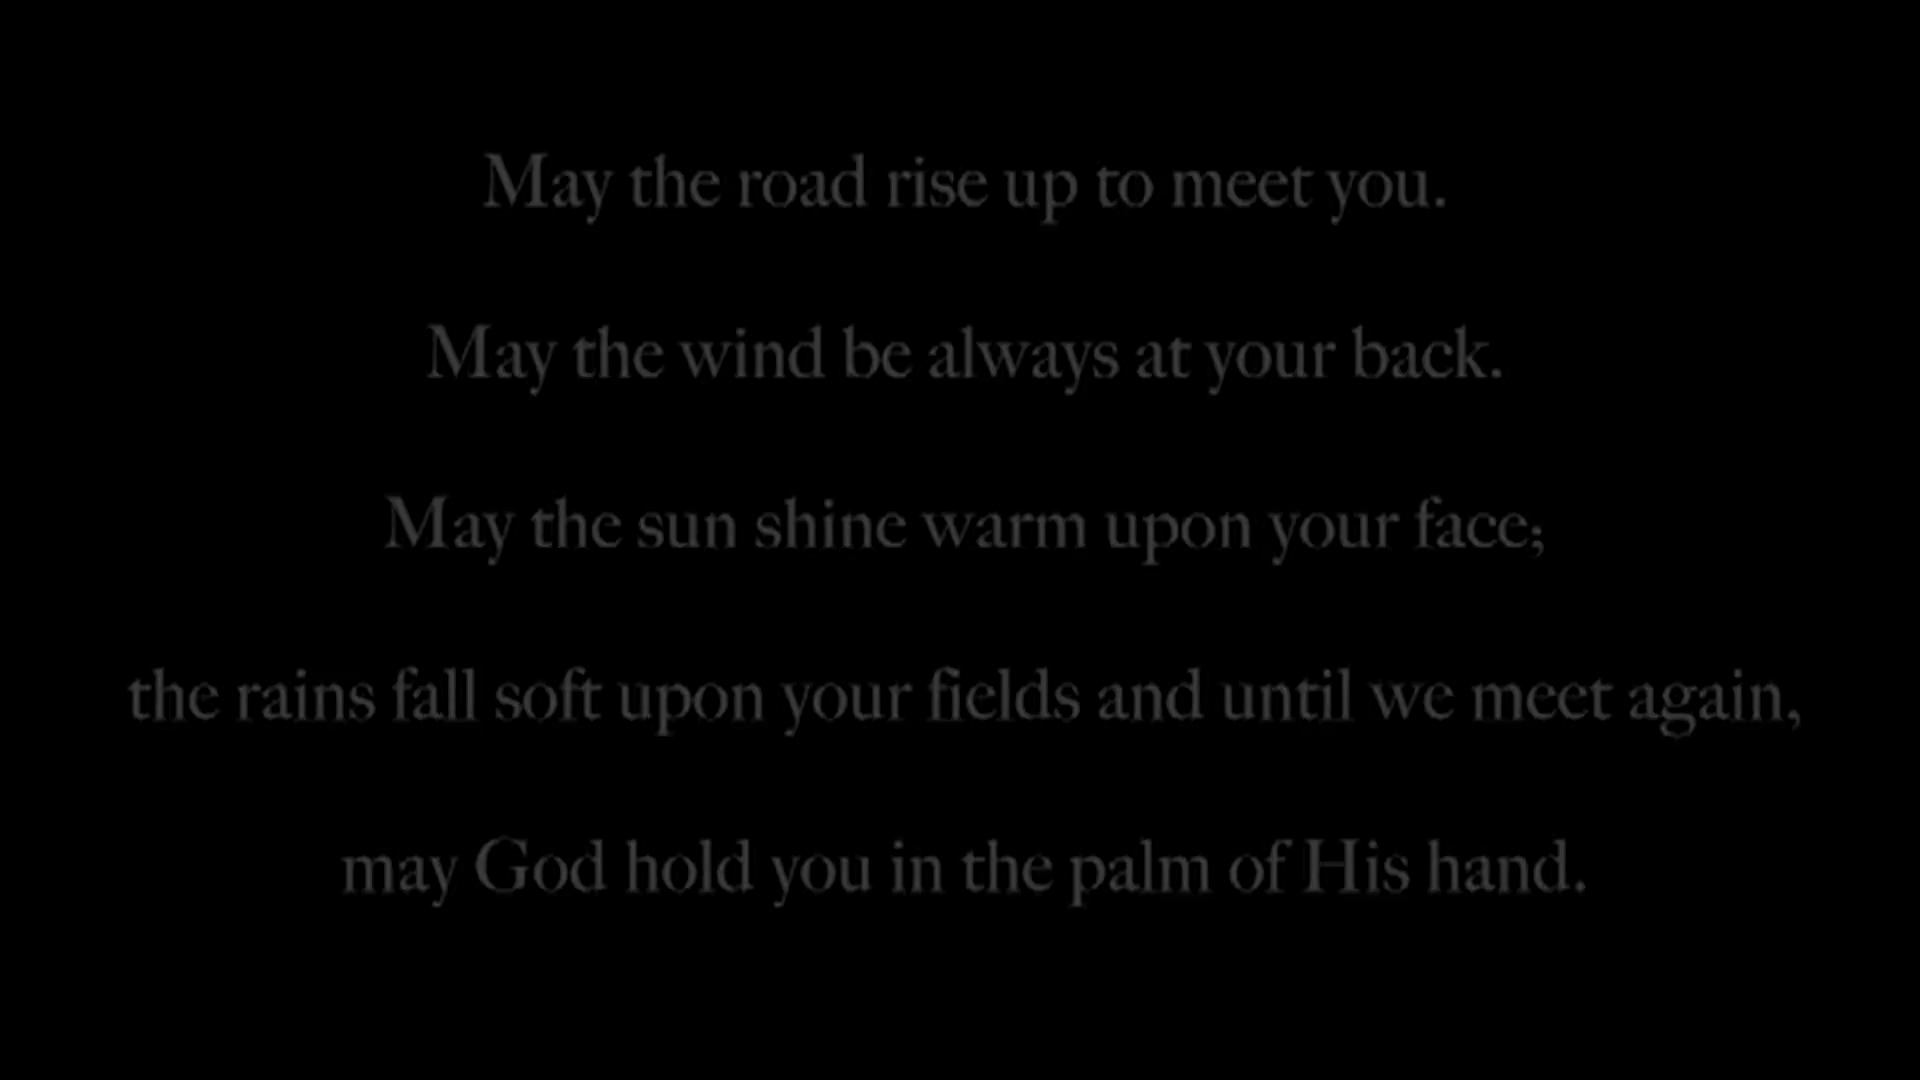 May the road rise up to meet you.
May the wind be always at your back.
May the sun shine warm upon your face;
the rains fall soft upon your fields and until we meet again,
may God hold you in the palm of His hand.